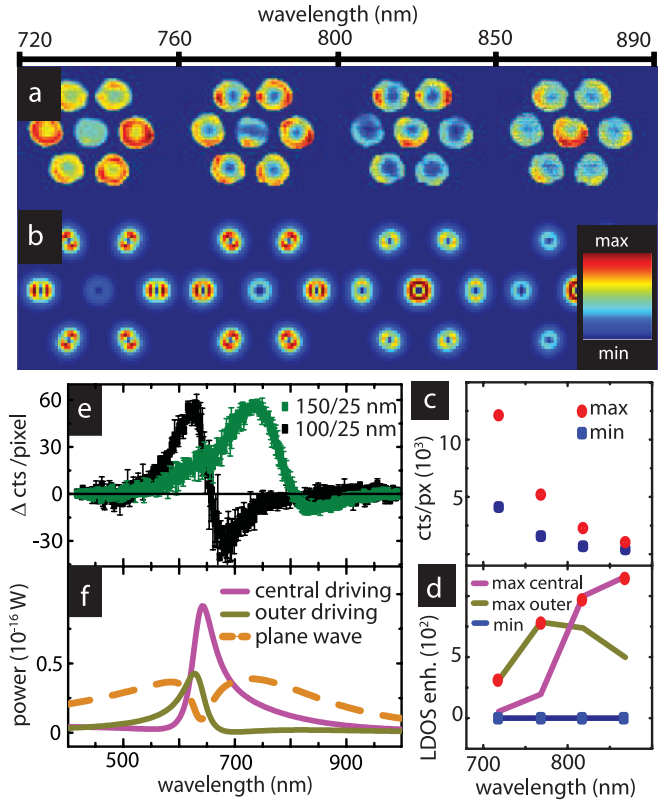 wavelength (nm)
720 760 800 850 890
a
b
max
min
e
Δ cts /pixel
60
30
0
-30
150/25 nm
100/25 nm
c
cts/px (10³)
10
5
0
max
min
f
power (10⁻¹⁶ W)
0.5
0
central driving
outer driving
plane wave
500 700 900
wavelength (nm)
d
LDOS enh. (10²)
5
0
max central
max outer
min
700 800
wavelength (nm)